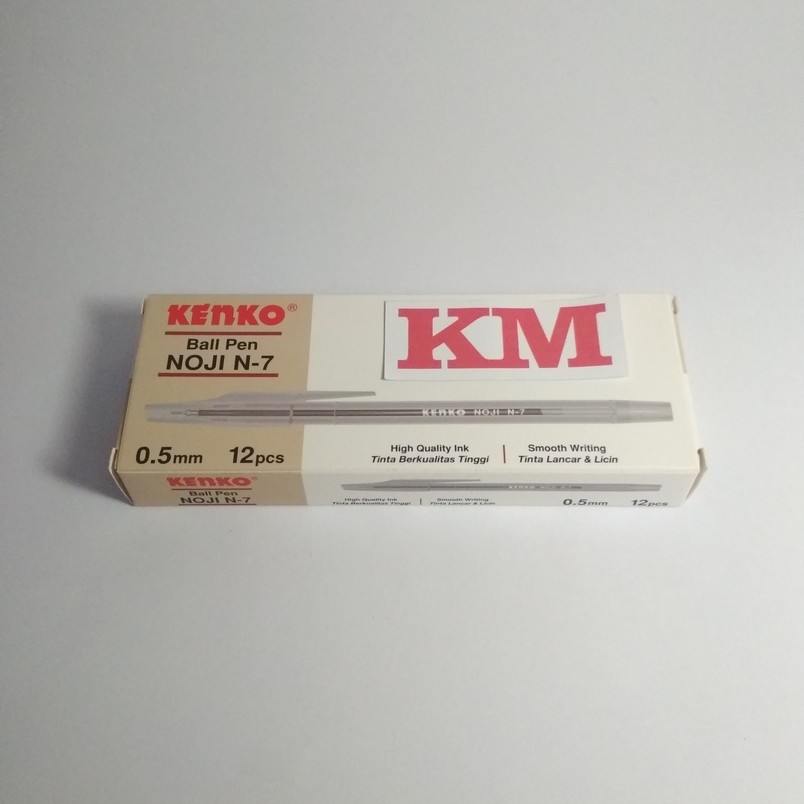 KENKO®
Ball Pen
NOJI N-7
KM
KENKO NOJI N-7
0.5mm 12pcs
High Quality Ink | Smooth Writing
Tinta Berkualitas Tinggi | Tinta Lancar & Licin
KENKO
Ball Pen
NOJI N-7
High Quality Ink | Smooth Writing
Tinta Berkualitas Tinggi | Tinta Lancar & Licin
0.5mm 12pcs